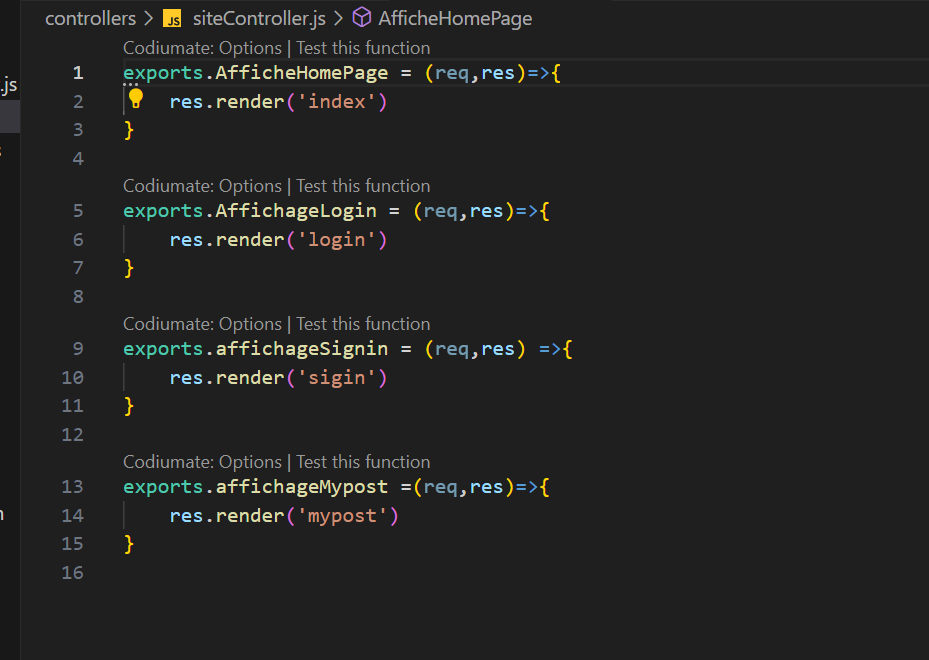 controllers > JS siteController.js > AfficheHomePage
Codiumate: Options | Test this function
.js
1 exports.AfficheHomePage = (req,res)=>{
2 res.render('index')
3 }
4
Codiumate: Options | Test this function
5 exports.AffichageLogin = (req,res)=>{
6 res.render('login')
7 }
8
Codiumate: Options | Test this function
9 exports.affichageSignin = (req,res) =>{
10 res.render('sigin')
11 }
12
Codiumate: Options | Test this function
13 exports.affichageMypost =(req,res)=>{
14 res.render('mypost')
15 }
16